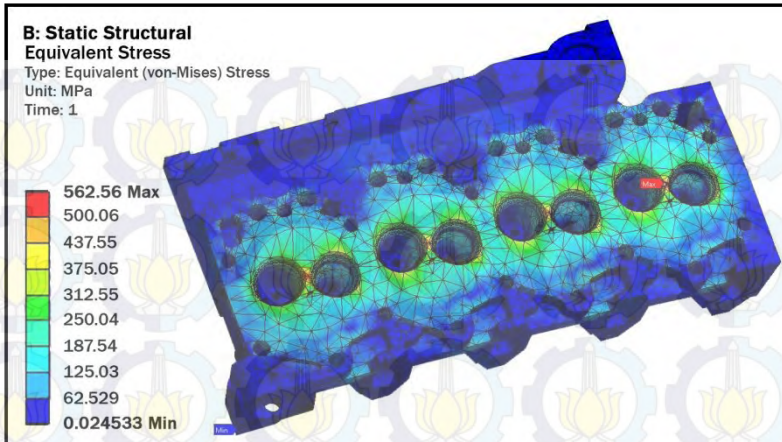 B: Static Structural
Equivalent Stress
Type: Equivalent (von-Mises) Stress
Unit: MPa
Time: 1
562.56 Max
500.06
437.55
375.05
312.55
250.04
187.54
125.03
62.529
0.024533 Min
Max
Min